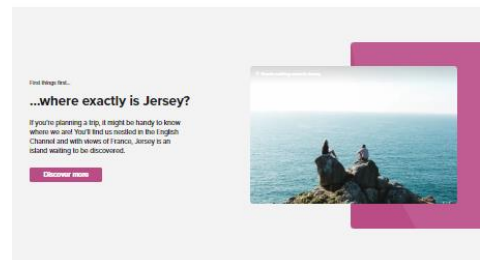 First things first...
...where exactly is Jersey?
If you're planning a trip, it might be handy to know
where we are! You'll find us nestled in the English
Channel and with views of France, Jersey is an
island waiting to be discovered.
Discover more